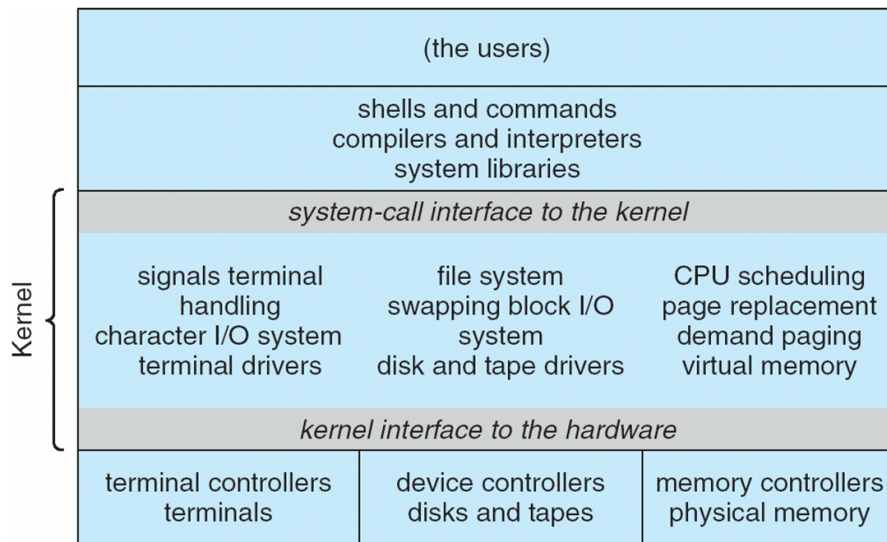 (the users)
shells and commands
compilers and interpreters
system libraries
Kernel
system-call interface to the kernel
signals terminal
handling
character I/O system
terminal drivers
file system
swapping block I/O
system
disk and tape drivers
CPU scheduling
page replacement
demand paging
virtual memory
kernel interface to the hardware
terminal controllers
terminals
device controllers
disks and tapes
memory controllers
physical memory